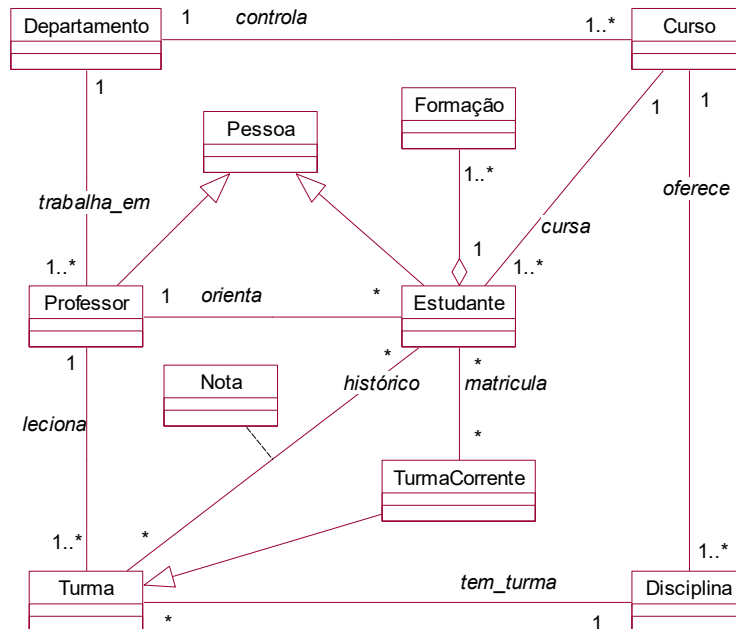 Departamento 1 controla 1..* Curso
1 1 1
Pessoa Formação
1..* oferece
trabalha_em cursa
1..* 1 1..*
Professor 1 orienta * Estudante
1 * *
Nota histórico matricula
leciona
* TurmaCorrente
1..* * 1..*
Turma tem_turma Disciplina
* 1